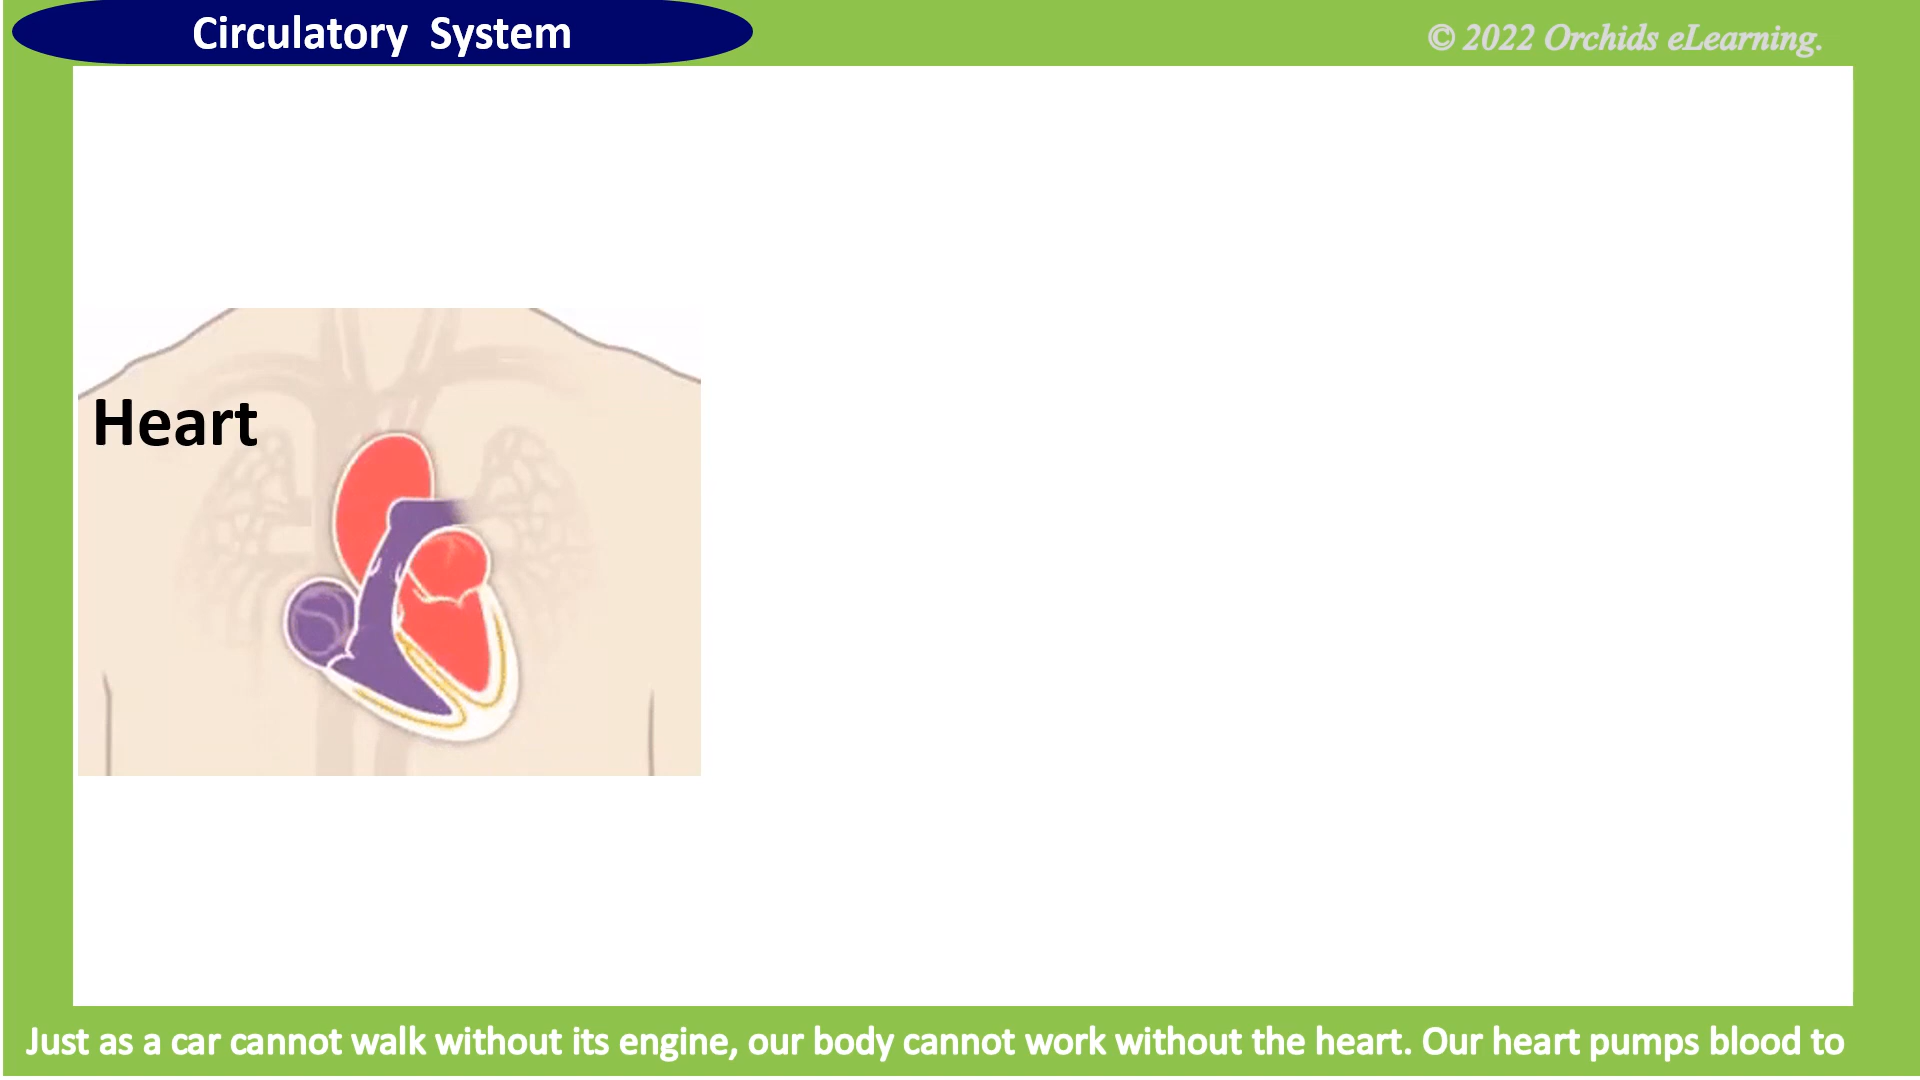 Circulatory System
© 2022 Orchids eLearning.
Heart
Just as a car cannot walk without its engine, our body cannot work without the heart. Our heart pumps blood to